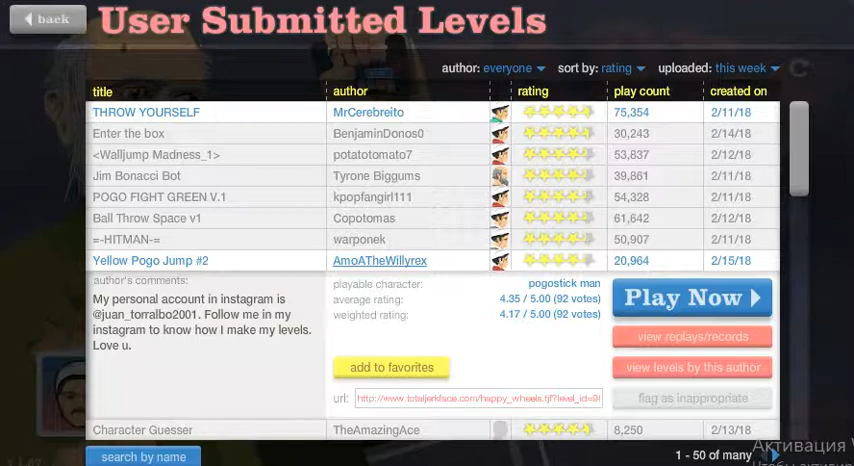 back
User Submitted Levels
author: everyone sort by: rating uploaded: this week
title author rating play count created on
THROW YOURSELF MrCerebreito 75,354 2/11/18
Enter the box BenjaminDonos0 30,243 2/14/18
<Walljump Madness_1> potatotomato7 53,837 2/12/18
Jim Bonacci Bot Tyrone Biggums 39,861 2/11/18
POGO FIGHT GREEN V.1 kpopfangirl111 54,328 2/11/18
Ball Throw Space v1 Copotomas 61,642 2/12/18
=-HITMAN-= warponek 50,907 2/11/18
Yellow Pogo Jump #2 AmoATheWillyrex 20,964 2/15/18
author's comments:
My personal account in instagram is
@juan_torralbo2001. Follow me in my
instagram to know how I make my levels.
Love u.
playable character: pogostick man
average rating: 4.35 / 5.00 (92 votes)
weighted rating: 4.17 / 5.00 (92 votes)
add to favorites
url: http://www.totaljerkface.com/happy_wheels.tjf?level_id=9
Play Now
view replays/records
view levels by this author
flag as inappropriate
Character Guesser TheAmazingAce 8,250 2/13/18
search by name
1 - 50 of many
Активация